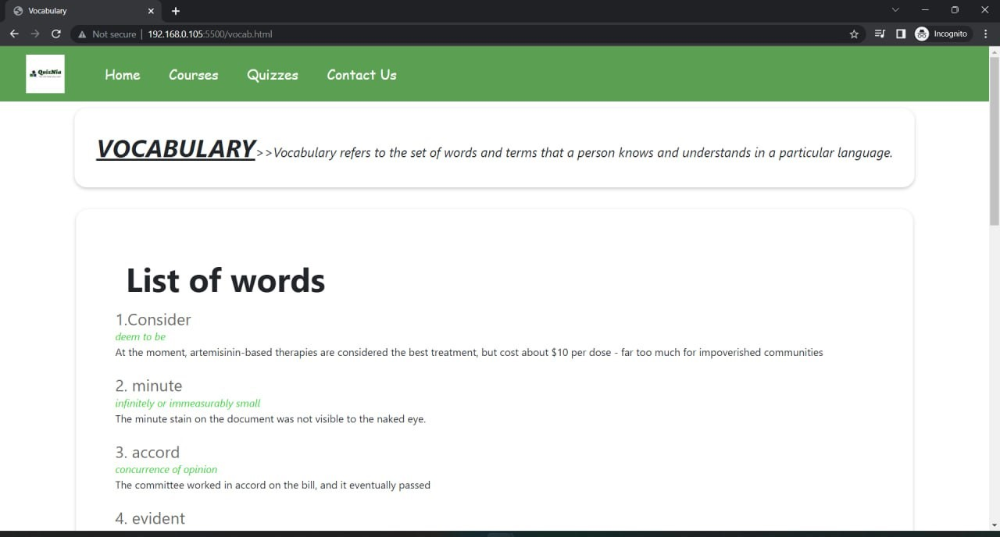 Vocabulary
Not secure | 192.168.0.105:5500/vocab.html
Incognito
QuizNia
Home Courses Quizzes Contact Us
VOCABULARY>>Vocabulary refers to the set of words and terms that a person knows and understands in a particular language.
List of words
1.Consider
deem to be
At the moment, artemisinin-based therapies are considered the best treatment, but cost about $10 per dose - far too much for impoverished communities
2. minute
infinitely or immeasurably small
The minute stain on the document was not visible to the naked eye.
3. accord
concurrence of opinion
The committee worked in accord on the bill, and it eventually passed
4. evident